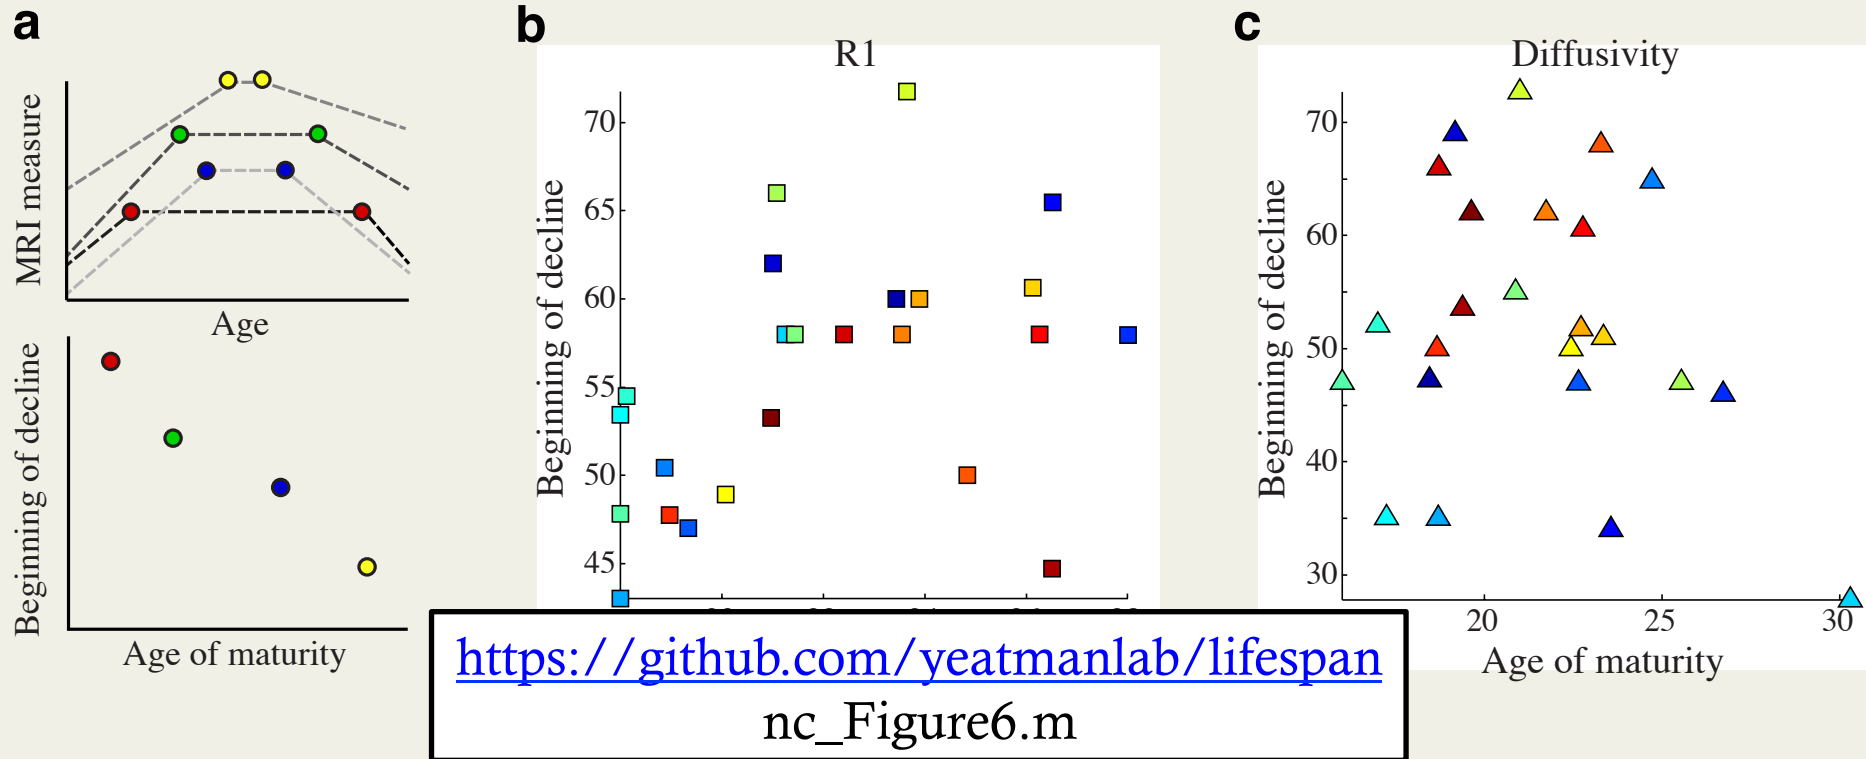 a
MRI measure
Age
Beginning of decline
Age of maturity
b
R1
Beginning of decline
70
65
60
55
50
45
c
Diffusivity
Beginning of decline
70
60
50
40
30
20
25
30
Age of maturity
https://github.com/yeatmanlab/lifespan
nc_Figure6.m